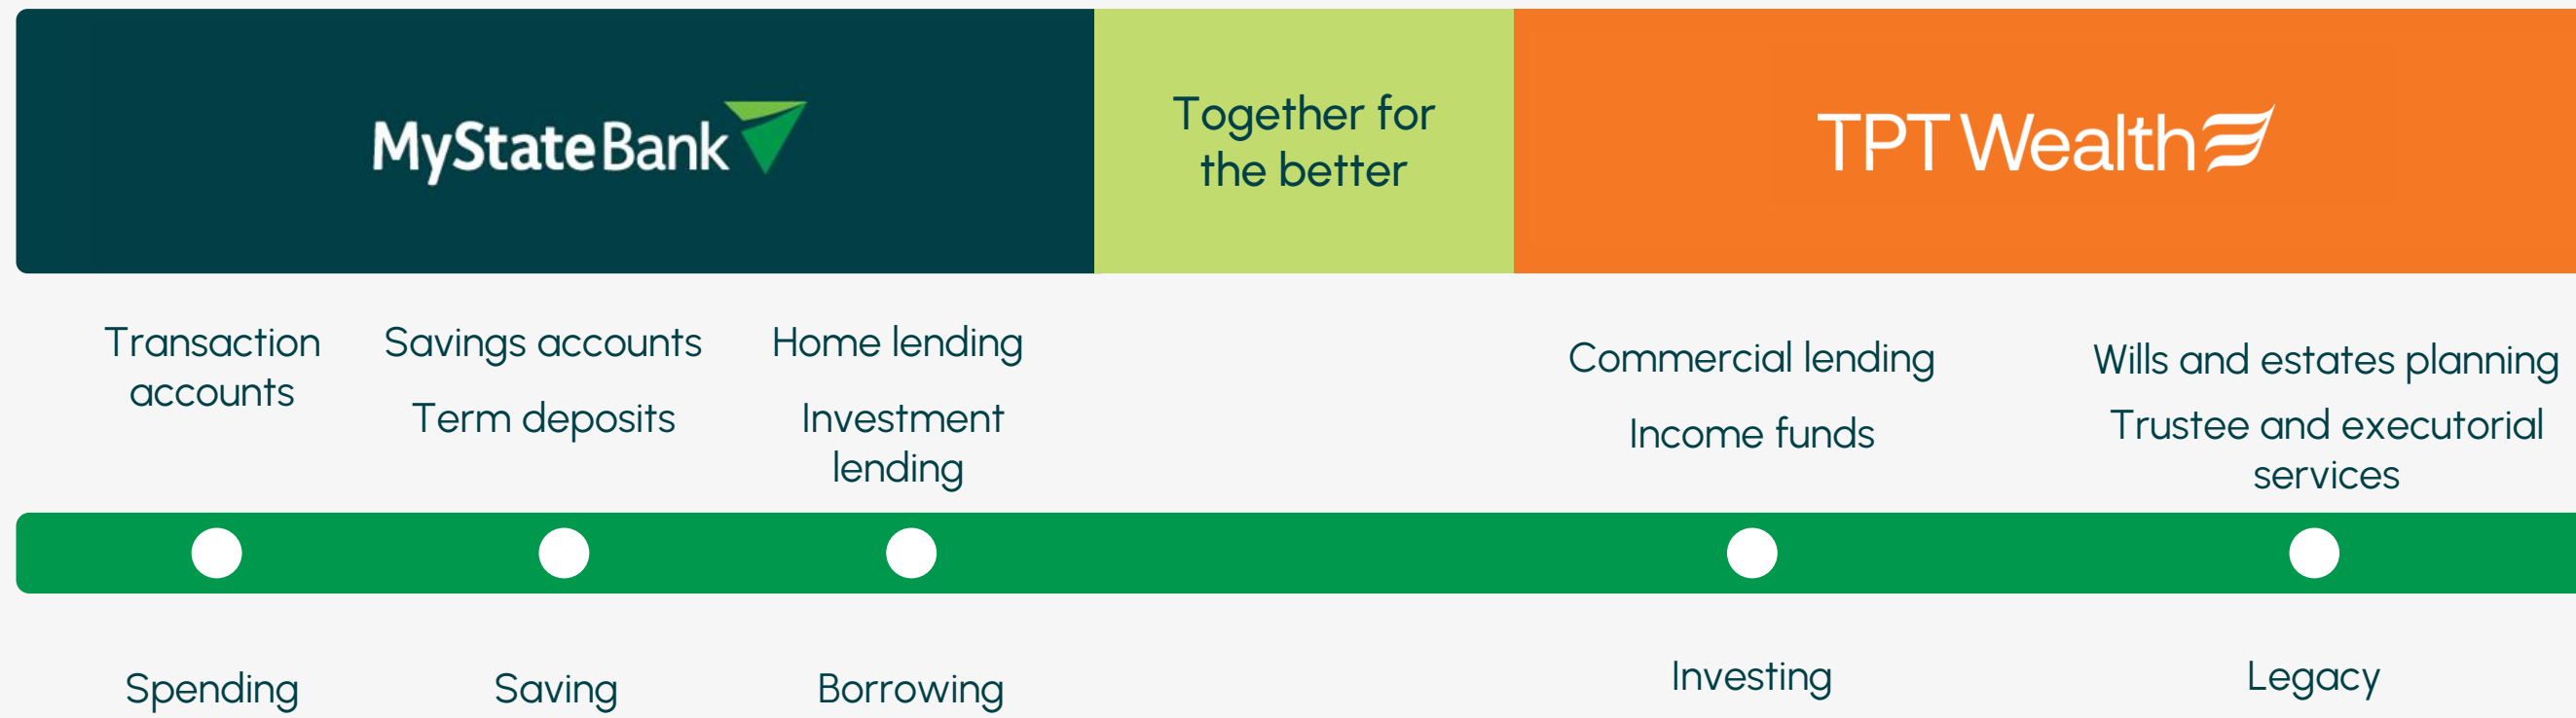 MyState Bank
Together for
the better
TPT Wealth
Transaction
accounts
Savings accounts
Term deposits
Home lending
Investment
lending
Commercial lending
Income funds
Wills and estates planning
Trustee and executorial
services
Spending
Saving
Borrowing
Investing
Legacy